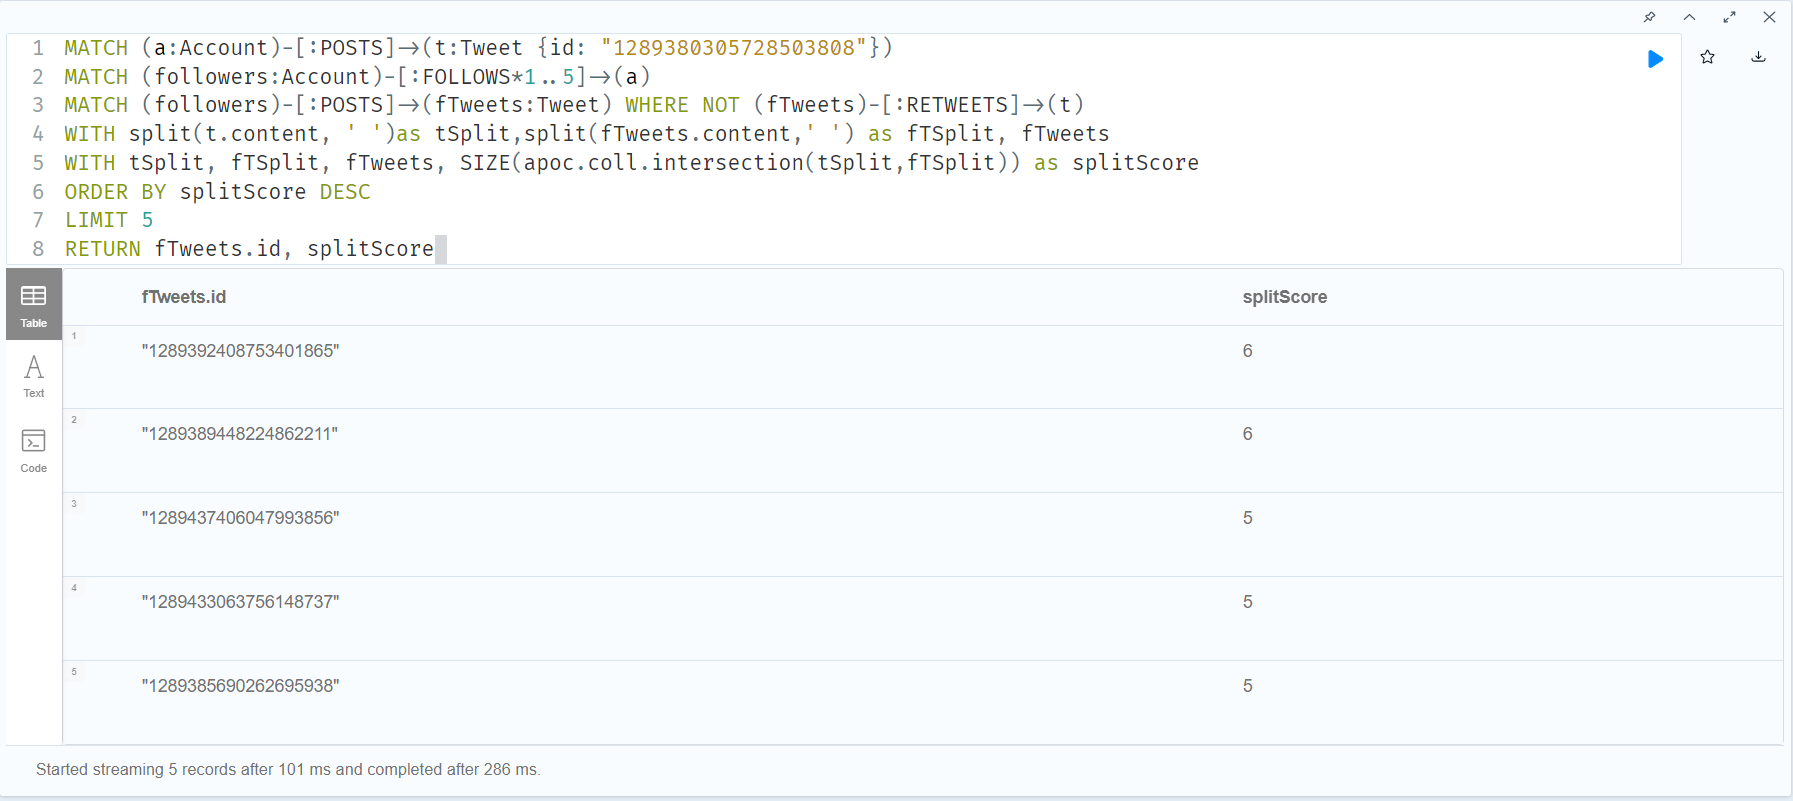 1 MATCH (a:Account)-[:POSTS]->(t:Tweet {id: "1289380305728503808"})
2 MATCH (followers:Account)-[:FOLLOWS*1..5]->(a)
3 MATCH (followers)-[:POSTS]->(fTweets:Tweet) WHERE NOT (fTweets)-[:RETWEETS]->(t)
4 WITH split(t.content, ' ')as tSplit,split(fTweets.content,' ') as fTSplit, fTweets
5 WITH tSplit, fTSplit, fTweets, SIZE(apoc.coll.intersection(tSplit,fTSplit)) as splitScore
6 ORDER BY splitScore DESC
7 LIMIT 5
8 RETURN fTweets.id, splitScore
Table
Text
Code
fTweets.id splitScore
1 "1289392408753401865" 6
2 "1289389448224862211" 6
3 "1289437406047993856" 5
4 "1289433063756148737" 5
5 "1289385690262695938" 5
Started streaming 5 records after 101 ms and completed after 286 ms.